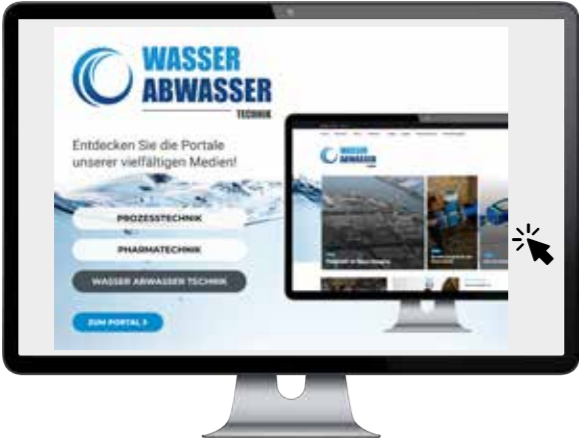 WASSER
ABWASSER
TECHNIK
Entdecken Sie die Portale
unserer vielfältigen Medien!
WASSER
ABWASSER
PROZESSTECHNIK
PHARMATECHNIK
WASSER ABWASSER TECHNIK
ZUM PORTAL >